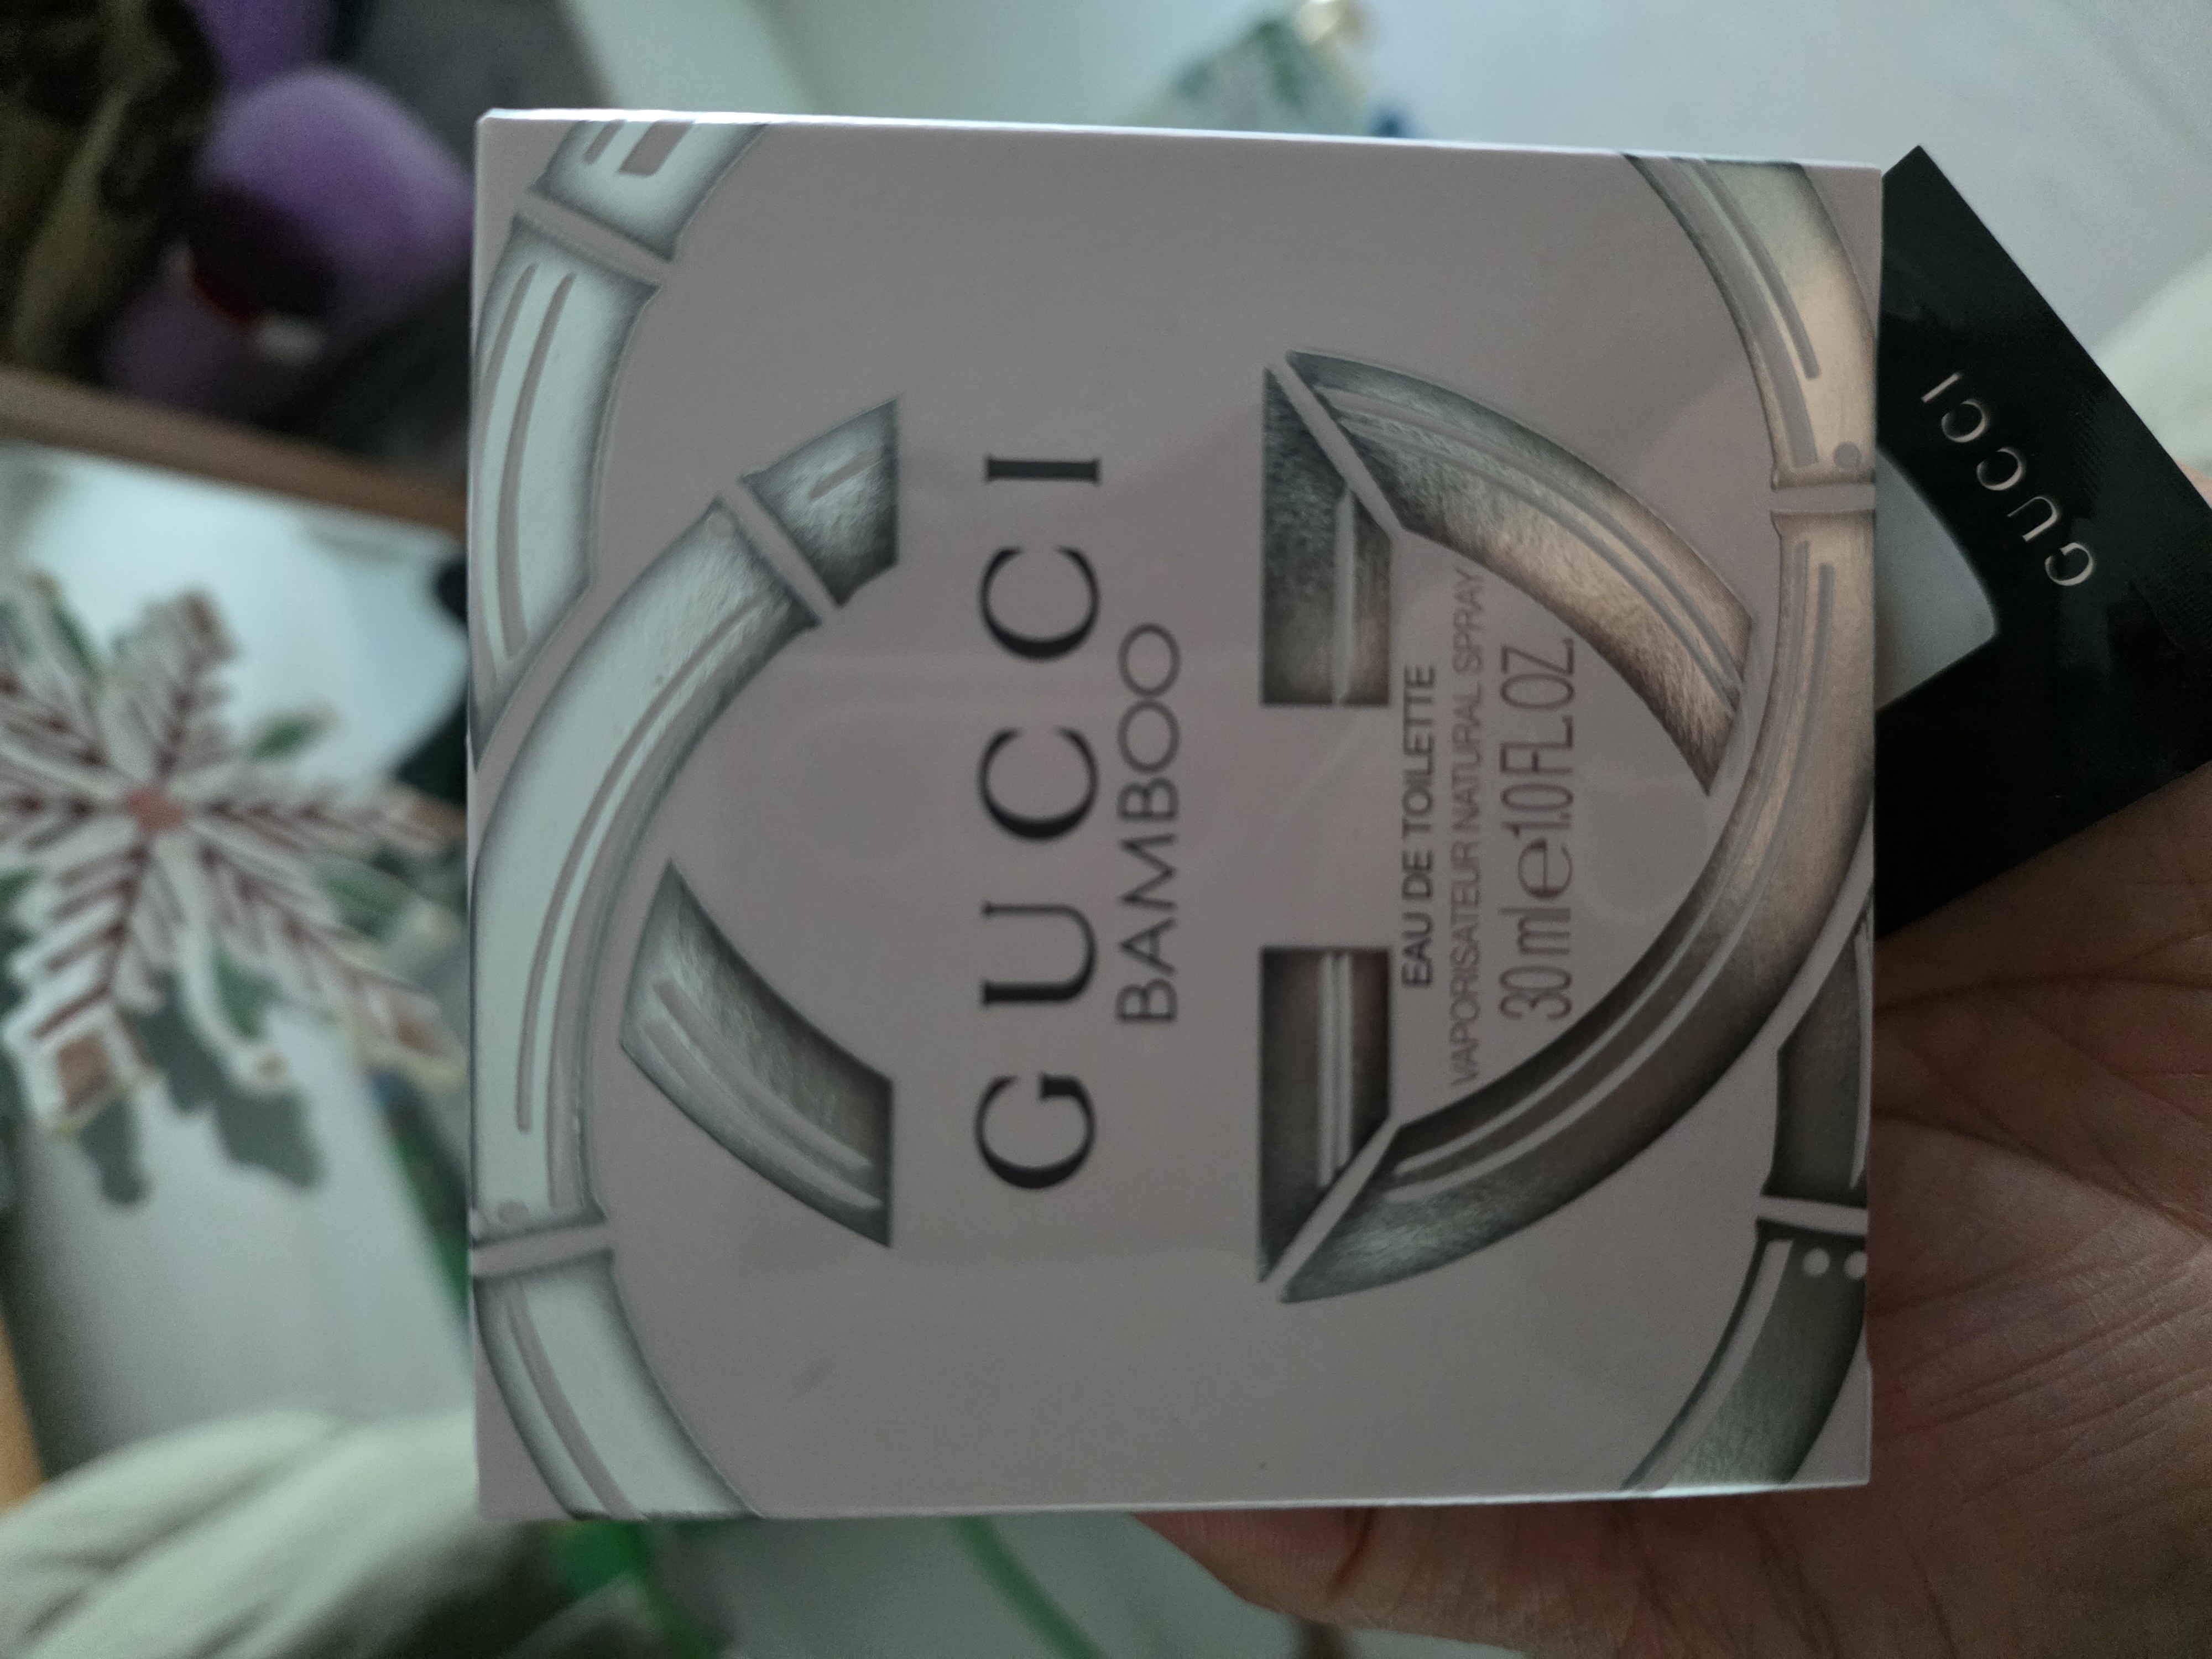 GUCCI
BAMBOO
EAU DE TOILETTE
VAPORISATEUR NATURAL SPRAY
30 ml e 1.0 FL.OZ.
GUCCI